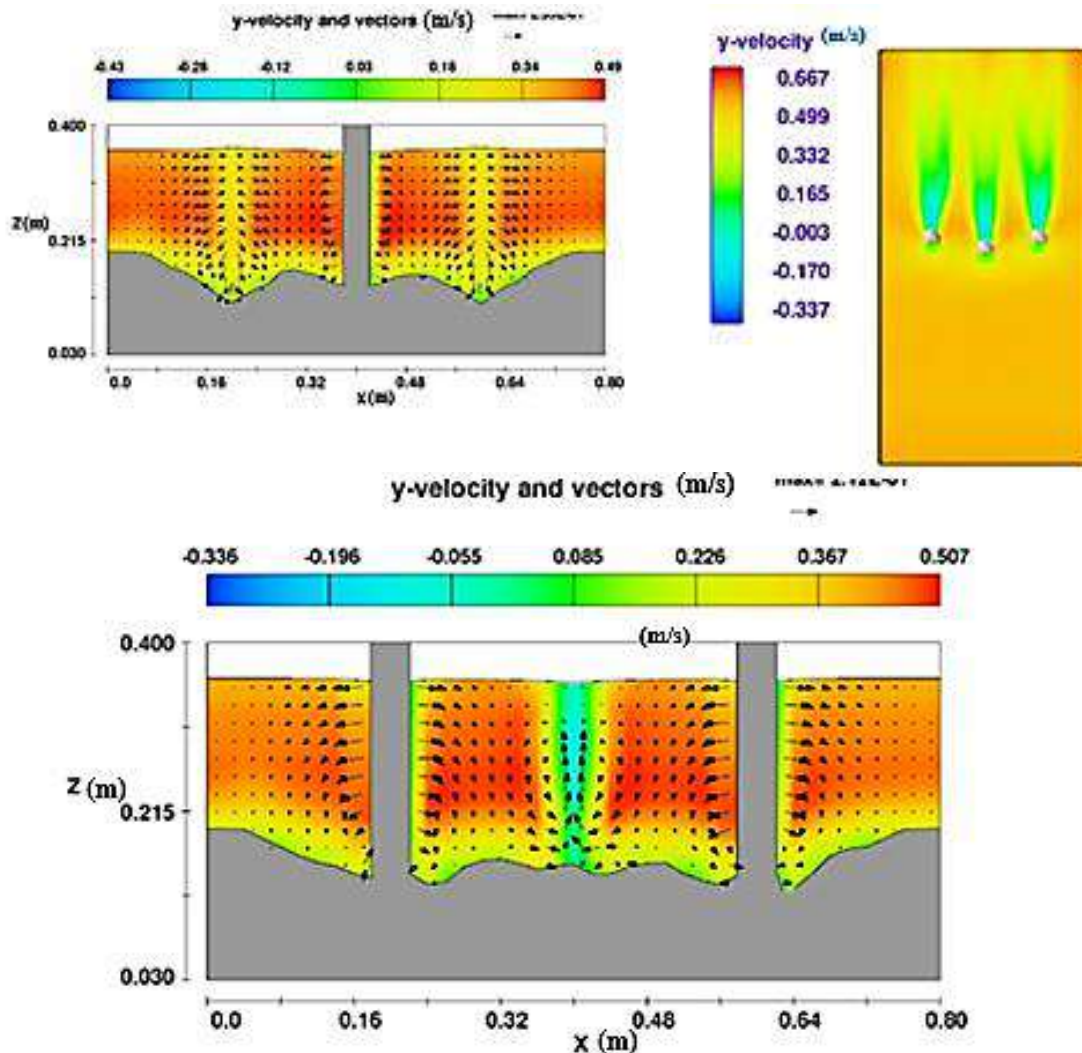 y-velocity and vectors (m/s)
-0.43 -0.28 -0.12 0.03 0.18 0.34 0.49
0.400
Z(m)
0.215
0.030
0.0 0.16 0.32 0.48 0.64 0.80
X(m)
y-velocity (m/s)
0.667
0.499
0.332
0.165
-0.003
-0.170
-0.337
y-velocity and vectors (m/s)
-0.336 -0.196 -0.055 0.085 0.226 0.367 0.507
(m/s)
0.400
Z (m)
0.215
0.030
0.0 0.16 0.32 0.48 0.64 0.80
X (m)